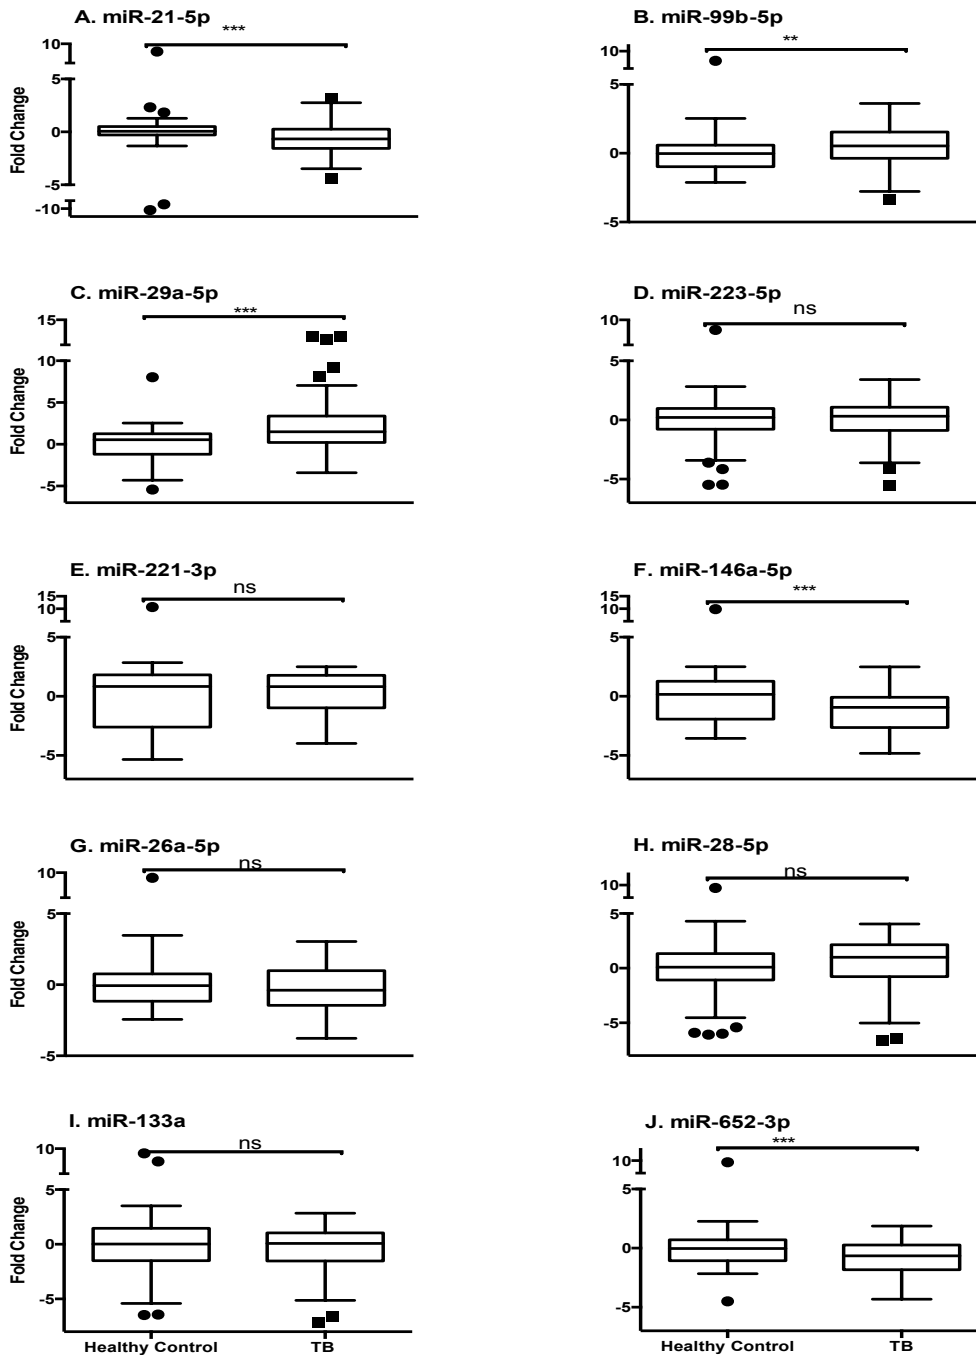 A. miR-21-5p
B. miR-99b-5p
***
**
10
5
0
-5
-10
Fold Change
10
5
0
-5
C. miR-29a-5p
D. miR-223-5p
***
ns
15
10
5
0
-5
Fold Change
10
5
0
-5
E. miR-221-3p
F. miR-146a-5p
ns
***
15
10
5
0
-5
Fold Change
15
10
5
0
-5
G. miR-26a-5p
H. miR-28-5p
ns
ns
10
5
0
-5
Fold Change
10
5
0
-5
I. miR-133a
J. miR-652-3p
ns
***
10
5
0
-5
Fold Change
10
5
0
-5
Healthy Control TB
Healthy Control TB